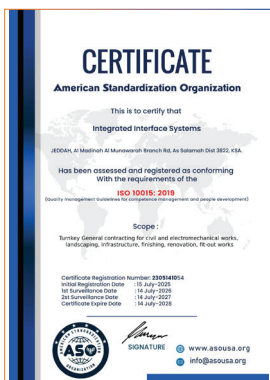 CERTIFICATE
American Standardization Organization
This is to certify that
Integrated Interface Systems
JEDDAH, Al Madinah Al Munawarah Branch Rd, As Salamah Dist 3802, KSA.
Has been assessed and registered as conforming
With the requirements of the
ISO 10015: 2019
(Quality management Guidelines for competence management and people development)
Scope :
Turnkey General contracting for civil and electromechanical works,
landscaping, infrastructure, finishing, renovation, fit-out works
Certificate Registration Number: 2305141054
Initial Registration Date : 15 July-2025
1st Surveillance Date : 14 July-2026
2st Surveillance Date : 14 July-2027
Certificate Expire Date : 14 July-2028
AMERICAN STANDARDIZATION
ASO
ORGANIZATION
SIGNATURE
www.asousa.org
info@asousa.org